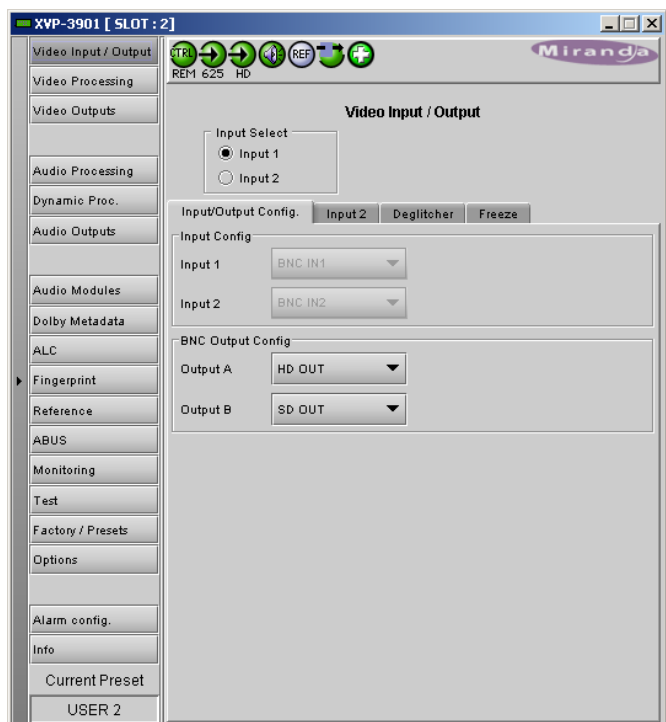 XVP-3901 [ SLOT : 2]
Video Input / Output
Video Processing
Video Outputs
Audio Processing
Dynamic Proc.
Audio Outputs
Audio Modules
Dolby Metadata
ALC
Fingerprint
Reference
ABUS
Monitoring
Test
Factory / Presets
Options
Alarm config.
Info
Current Preset
USER 2
CTRL REF
REM 625 HD
Miranda
Video Input / Output
Input Select
Input 1
Input 2
Input/Output Config. Input 2 Deglitcher Freeze
Input Config
Input 1 BNC IN1
Input 2 BNC IN2
BNC Output Config
Output A HD OUT
Output B SD OUT